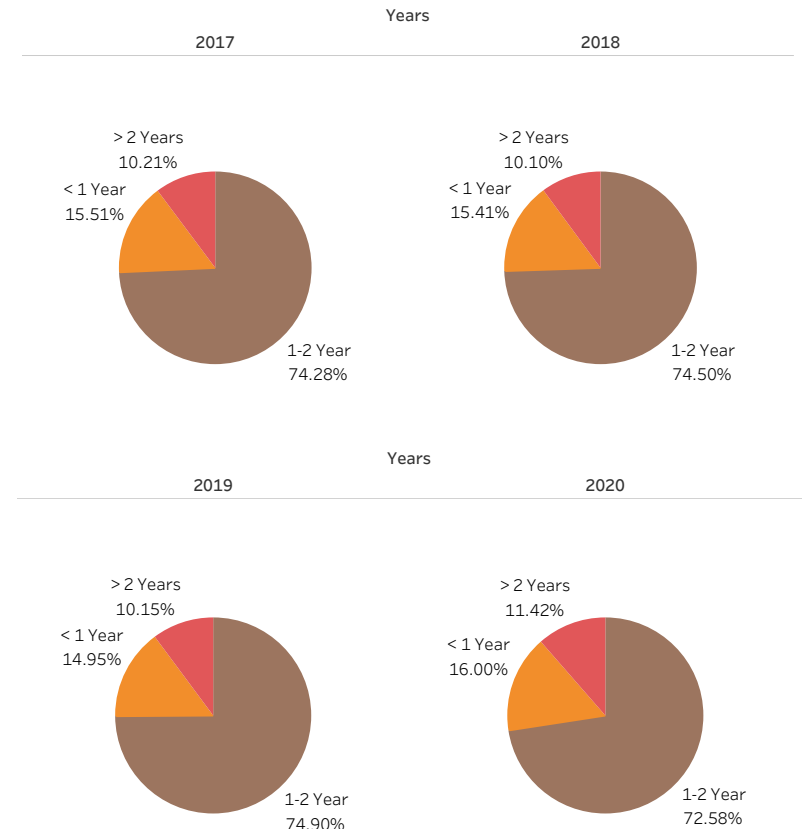 Years
2017
2018
> 2 Years
10.21%
< 1 Year
15.51%
1-2 Year
74.28%
> 2 Years
10.10%
< 1 Year
15.41%
1-2 Year
74.50%
Years
2019
2020
> 2 Years
10.15%
< 1 Year
14.95%
1-2 Year
74.90%
> 2 Years
11.42%
< 1 Year
16.00%
1-2 Year
72.58%